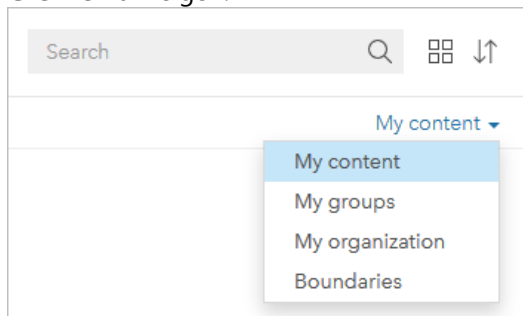 Search
My content
My content
My groups
My organization
Boundaries